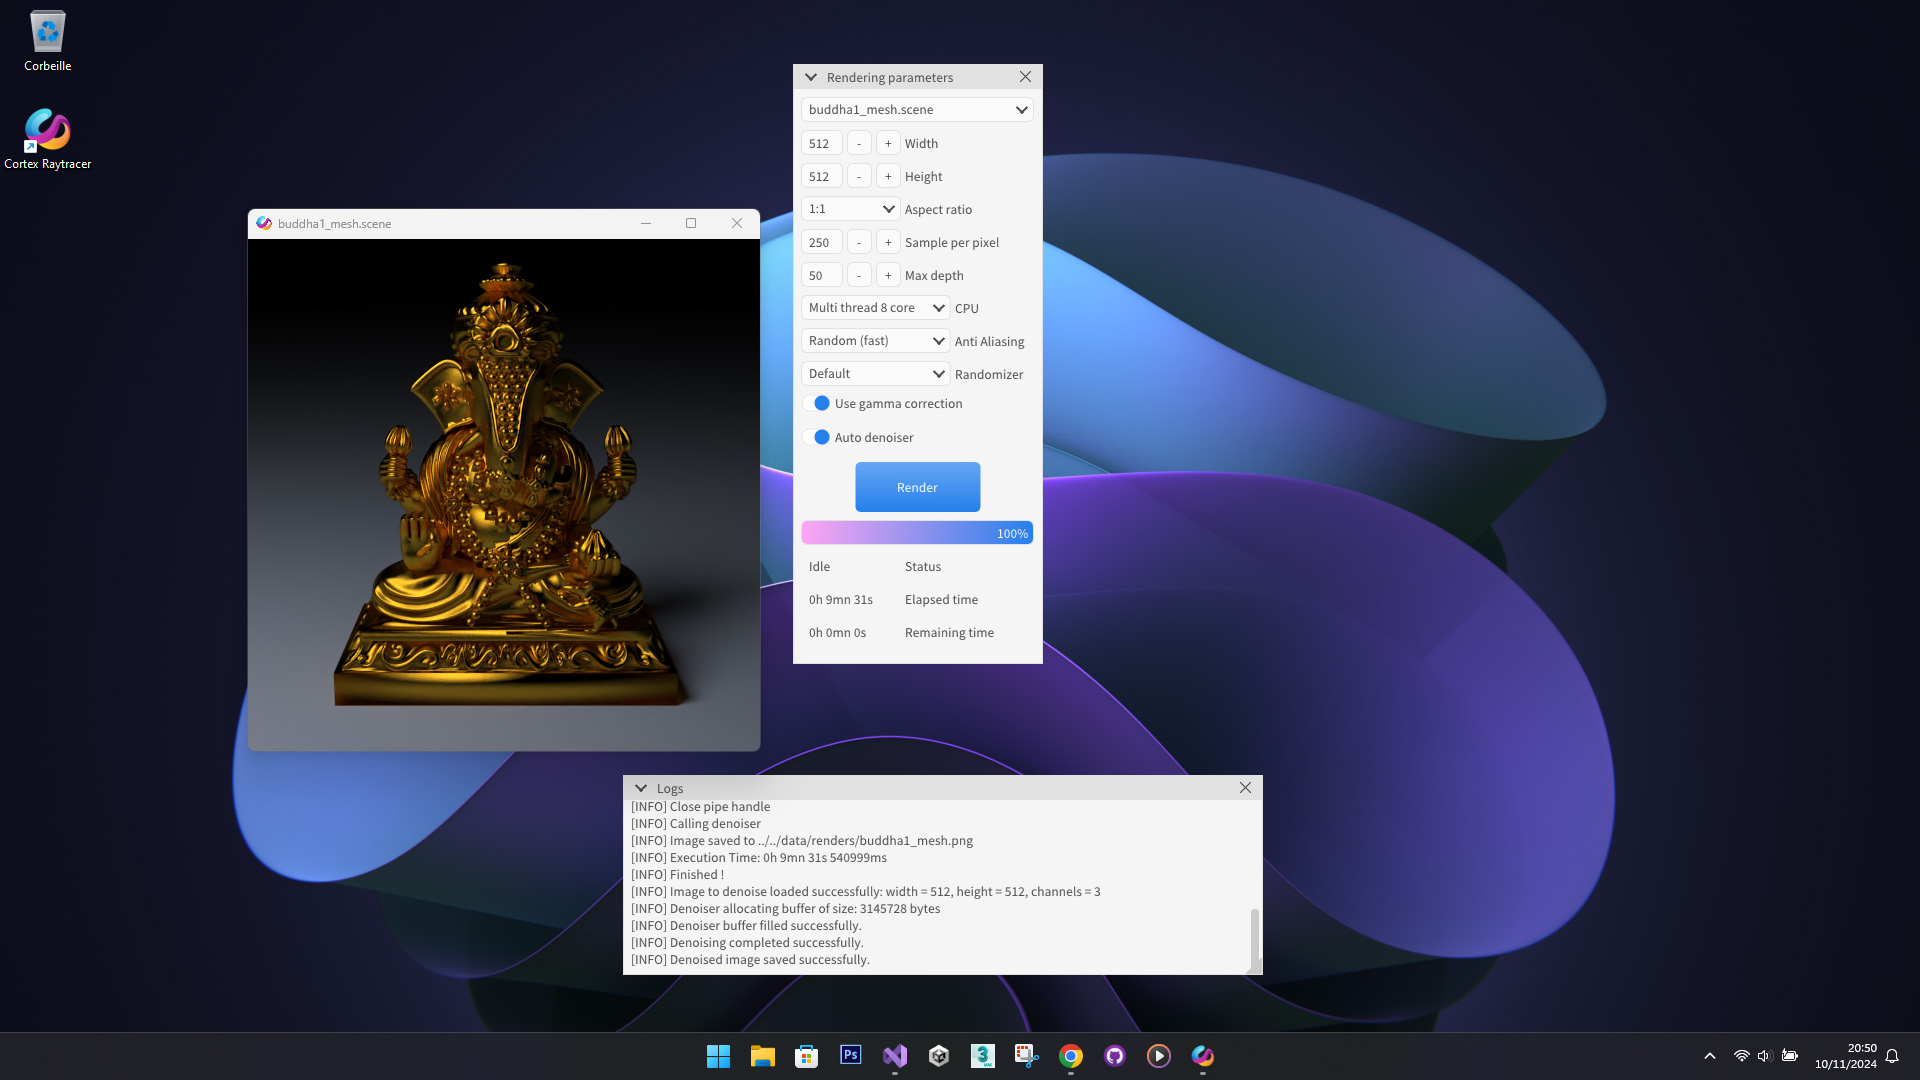 Corbeille
Cortex Raytracer
buddha1_mesh.scene
Rendering parameters
buddha1_mesh.scene
512 - + Width
512 - + Height
1:1 Aspect ratio
250 - + Sample per pixel
50 - + Max depth
Multi thread 8 core CPU
Random (fast) Anti Aliasing
Default Randomizer
Use gamma correction
Auto denoiser
Render
100%
Idle Status
0h 9mn 31s Elapsed time
0h 0mn 0s Remaining time
Logs
[INFO] Close pipe handle
[INFO] Calling denoiser
[INFO] Image saved to ../../data/renders/buddha1_mesh.png
[INFO] Execution Time: 0h 9mn 31s 540999ms
[INFO] Finished !
[INFO] Image to denoise loaded successfully: width = 512, height = 512, channels = 3
[INFO] Denoiser allocating buffer of size: 3145728 bytes
[INFO] Denoiser buffer filled successfully.
[INFO] Denoising completed successfully.
[INFO] Denoised image saved successfully.
Ps
3
20:50
10/11/2024